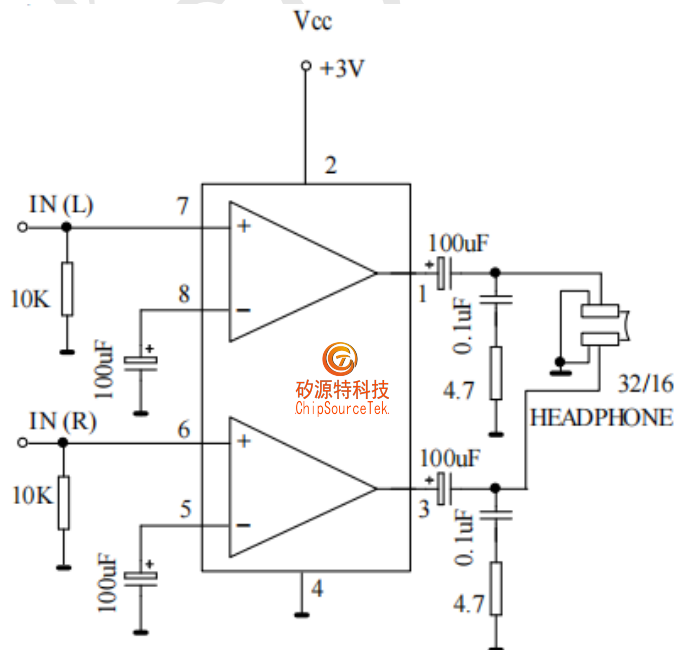 Vcc
+3V
2
IN (L)
7
+
10K
8
−
100uF
+
100uF
+
1
0.1uF
4.7
32/16
HEADPHONE
矽源特科技
ChipSourceTek.
IN (R)
6
+
10K
5
−
100uF
+
100uF
+
3
0.1uF
4.7
4